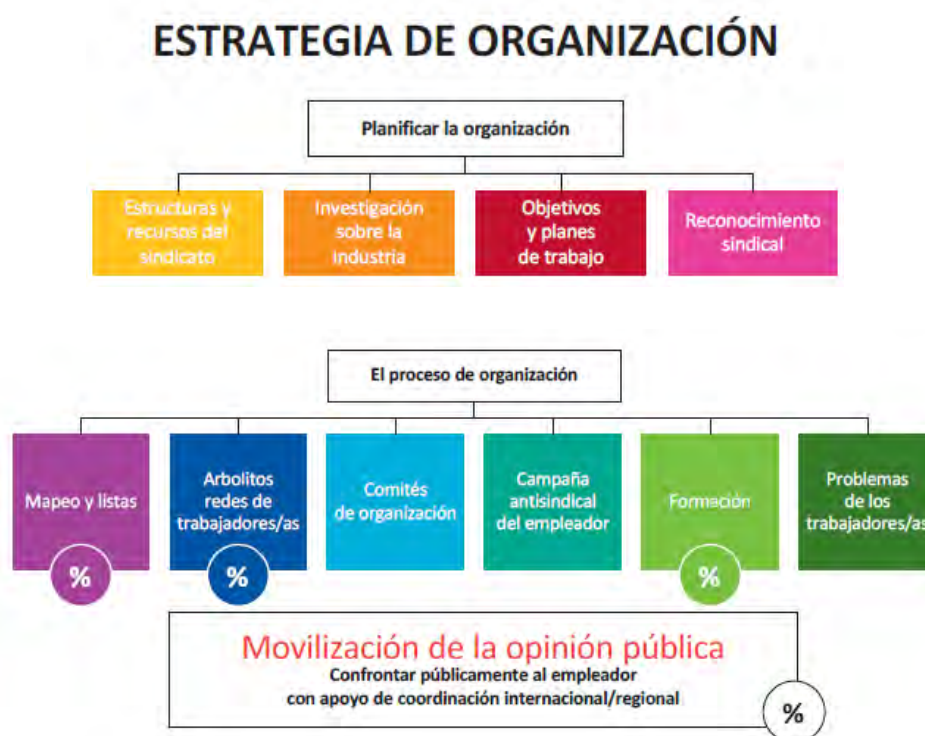 ESTRATEGIA DE ORGANIZACIÓN
Planificar la organización
Estructuras y
recursos del
sindicato
Investigación
sobre la
industria
Objetivos
y planes
de trabajo
Reconocimiento
sindical
El proceso de organización
Mapeo y listas
%
Arbolitos
redes de
trabajadores/as
%
Comités
de organización
Campaña
antisindical
del empleador
Formación
%
Problemas
de los
trabajadores/as
Movilización de la opinión pública
Confrontar públicamente al empleador
con apoyo de coordinación internacional/regional
%